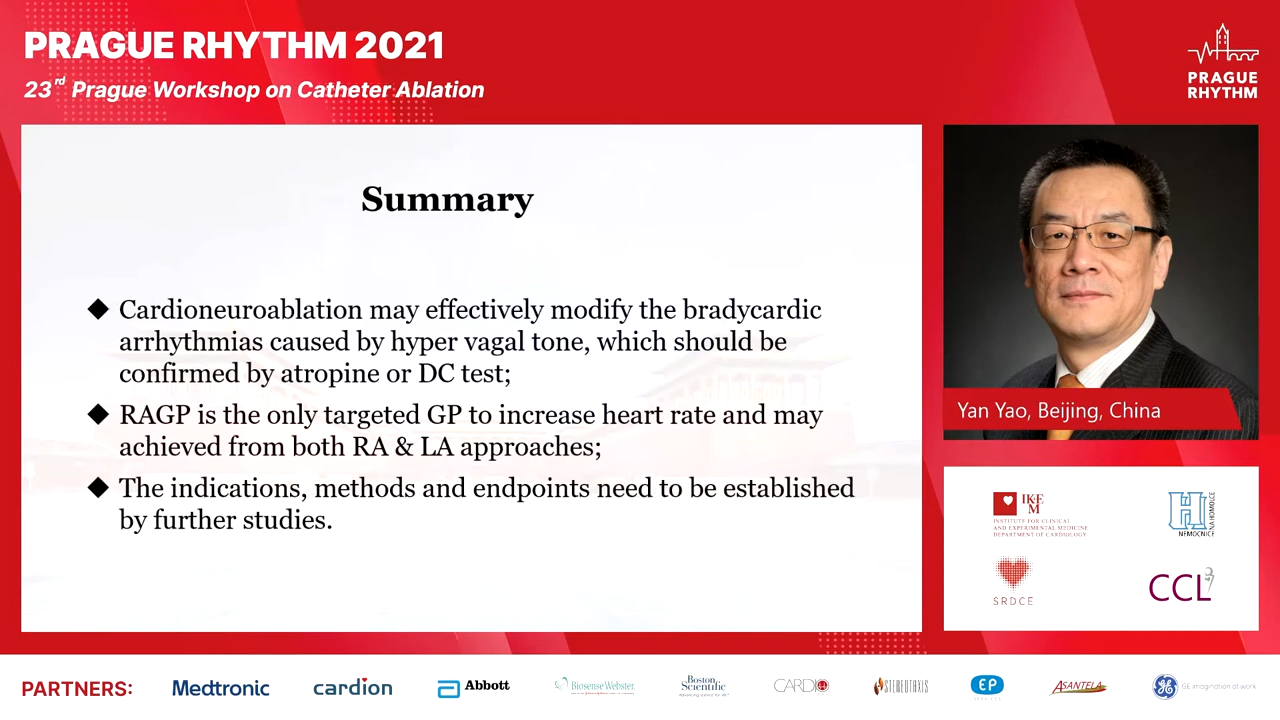 PRAGUE RHYTHM 2021
23rd Prague Workshop on Catheter Ablation
PRAGUE
RHYTHM
Summary
◆ Cardioneuroablation may effectively modify the bradycardic
arrhythmias caused by hyper vagal tone, which should be
confirmed by atropine or DC test;
◆ RAGP is the only targeted GP to increase heart rate and may
achieved from both RA & LA approaches;
◆ The indications, methods and endpoints need to be established
by further studies.
Yan Yao, Beijing, China
IKE
M
INSTITUTE FOR CLINICAL
AND EXPERIMENTAL MEDICINE
DEPARTMENT OF CARDIOLOGY
H
NEMOCNICE
NA HOMOLCE
SRDCE
CCL
PARTNERS:
Medtronic
cardion
Abbott
Biosense Webster
Boston
Scientific
CARDIO
STEREOTAXIS
EP
ASANTELA
GE imagination at work